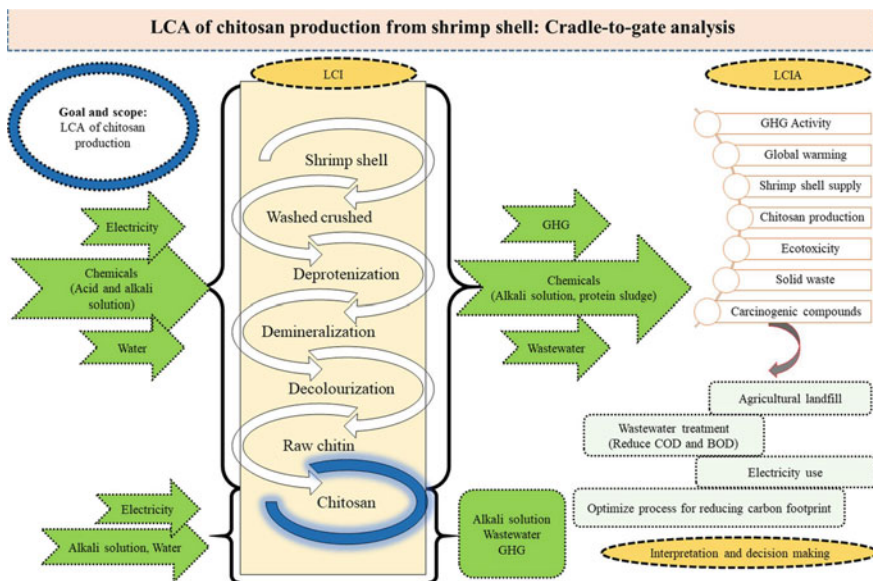 LCA of chitosan production from shrimp shell: Cradle-to-gate analysis
Goal and scope:
LCA of chitosan
production
LCI
LCIA
Shrimp shell
Washed crushed
Deprotenization
Demineralization
Decolourization
Raw chitin
Chitosan
Electricity
Chemicals
(Acid and alkali
solution)
Water
Electricity
Alkali solution, Water
GHG
Chemicals
(Alkali solution, protein sludge)
Wastewater
Alkali solution
Wastewater
GHG
GHG Activity
Global warming
Shrimp shell supply
Chitosan production
Ecotoxicity
Solid waste
Carcinogenic compounds
Agricultural landfill
Wastewater treatment
(Reduce COD and BOD)
Electricity use
Optimize process for reducing carbon footprint
Interpretation and decision making